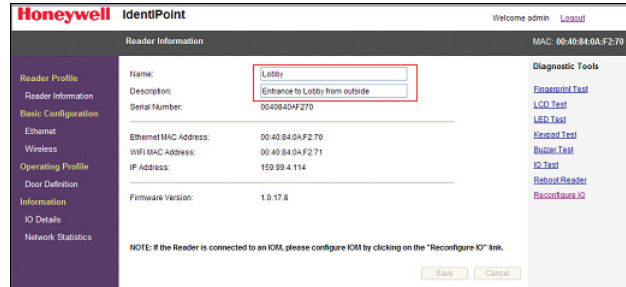 Honeywell IdentIPoint
Welcome admin Logout
Reader Information
MAC: 00:40:84:0A:F2:70
Reader Profile
Reader Information
Basic Configuration
Ethernet
Wireless
Operating Profile
Door Definition
Information
IO Details
Network Statistics
Name: Lobby
Description: Entrance to Lobby from outside
Serial Number: 0040840AF270
Ethernet MAC Address: 00:40:84:0A:F2:70
WiFi MAC Address: 00:40:84:0A:F2:71
IP Address: 159.99.4.114
Firmware Version: 1.0.17.8
NOTE: If the Reader is connected to an IOM, please configure IOM by clicking on the "Reconfigure IO" link.
Save Cancel
Diagnostic Tools
Fingerprint Test
LCD Test
LED Test
Keypad Test
Buzzer Test
IO Test
Reboot Reader
Reconfigure IO